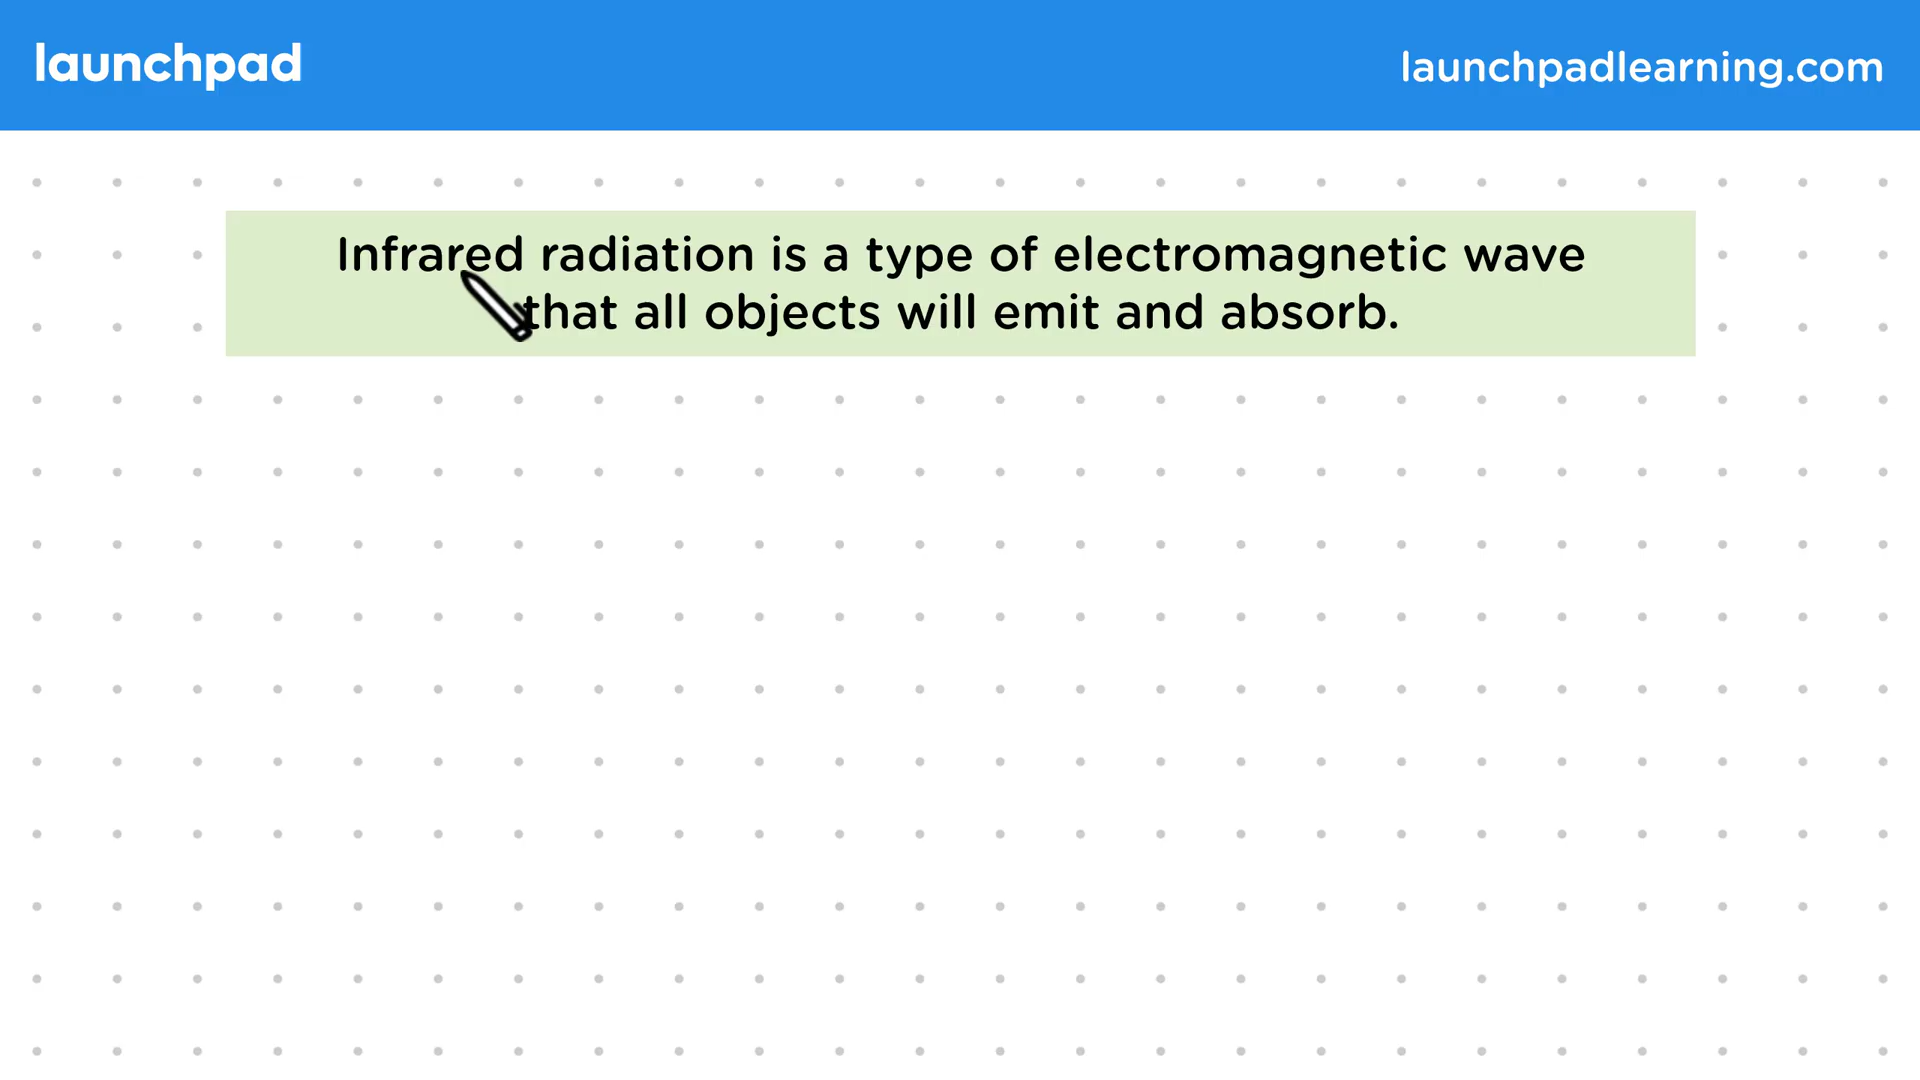 launchpad
launchpadlearning.com
Infrared radiation is a type of electromagnetic wave
that all objects will emit and absorb.